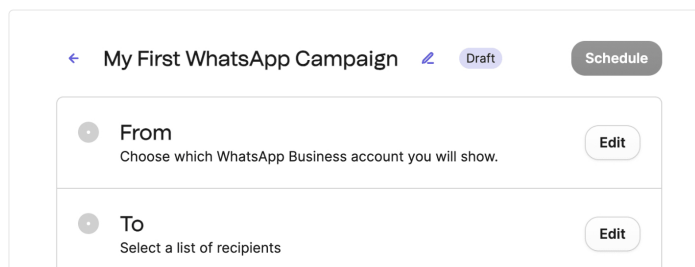 My First WhatsApp Campaign Draft Schedule
From
Choose which WhatsApp Business account you will show.
Edit
To
Select a list of recipients
Edit